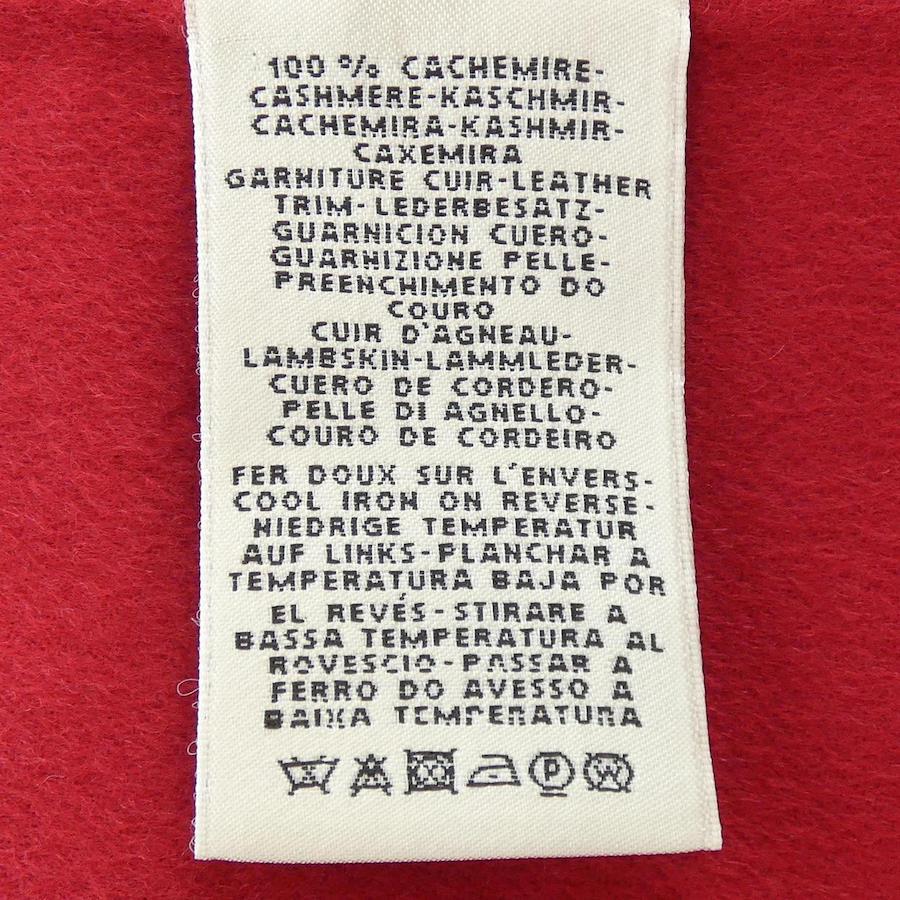 100 % CACHEMIRE-
CASHMERE-KASCHMIR-
CACHEMIRA-KASHMIR-
CAXEMIRA
GARNITURE CUIR-LEATHER
TRIM-LEDERBESATZ-
GUARNICION CUERO-
GUARNIZIONE PELLE-
PREENCHIMENTO DO
COURO
CUIR D'AGNEAU-
LAMBSKIN-LAMMLEDER-
CUERO DE CORDERO-
PELLE DI AGNELLO-
COURO DE CORDEIRO
FER DOUX SUR L'ENVERS-
COOL IRON ON REVERSE-
NIEDRIGE TEMPERATUR
AUF LINKS-PLANCHAR A
TEMPERATURA BAJA POR
EL REVÉS-STIRARE A
BASSA TEMPERATURA AL
ROVESCIO-PASSAR A
FERRO DO AVESSO A
BAIXA TEMPERATURA
P W